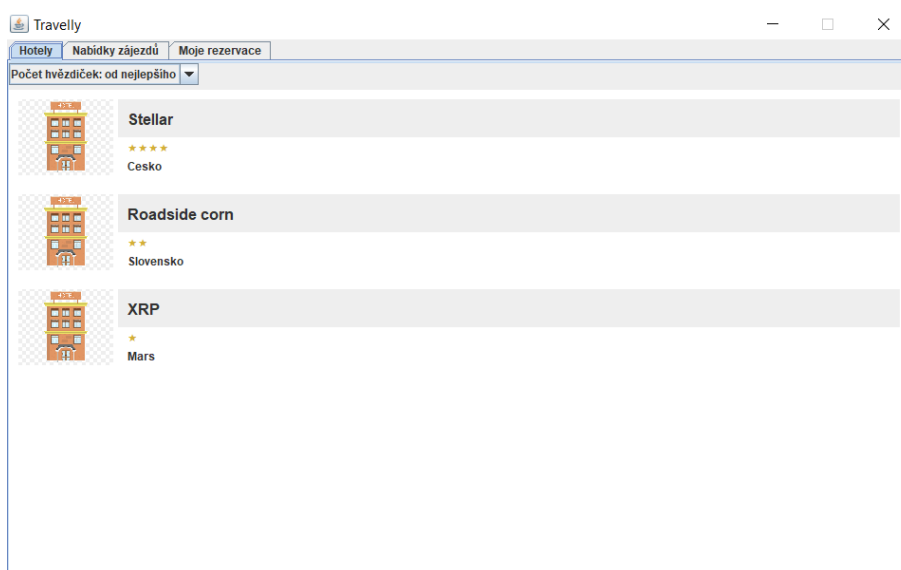 Travelly
Hotely Nabídky zájezdů Moje rezervace
Počet hvězdiček: od nejlepšího
Stellar
★★★★
Cesko
Roadside corn
★★
Slovensko
XRP
★
Mars